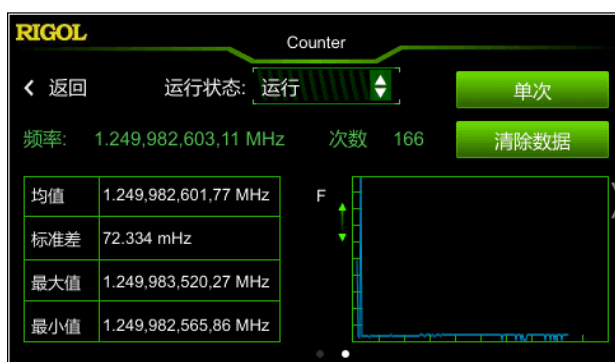 RIGOL
Counter
返回 运行状态: 运行 单次
频率: 1.249,982,603,11 MHz 次数 166 清除数据
均值 1.249,982,601,77 MHz
标准差 72.334 mHz
最大值 1.249,983,520,27 MHz
最小值 1.249,982,565,86 MHz
F